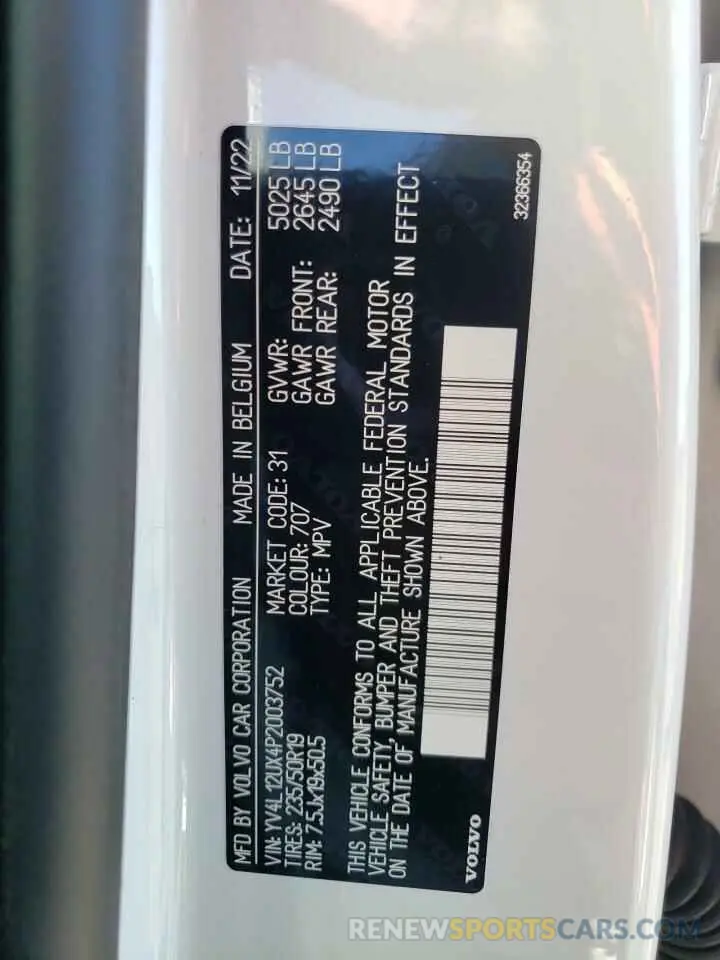 MFD BY VOLVO CAR CORPORATION MADE IN BELGIUM DATE: 11/22
VIN: YV4L12UX4P2003752 MARKET CODE: 31 GVWR: 5025 LB
TIRES: 235/50R19 COLOUR: 707 GAWR FRONT: 2645 LB
RIM: 7.5Jx19x50.5 TYPE: MPV GAWR REAR: 2490 LB
THIS VEHICLE CONFORMS TO ALL APPLICABLE FEDERAL MOTOR
VEHICLE SAFETY, BUMPER AND THEFT PREVENTION STANDARDS IN EFFECT
ON THE DATE OF MANUFACTURE SHOWN ABOVE.
VOLVO 32366354
RENEWSPORTSCARS.COM